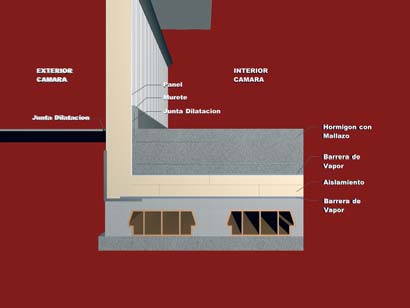 EXTERIOR
CAMARA
INTERIOR
CAMARA
Panel
Murete
Junta Dilatacion
Junta Dilatacion
Hormigon con
Mallazo
Barrera de
Vapor
Aislamiento
Barrera de
Vapor